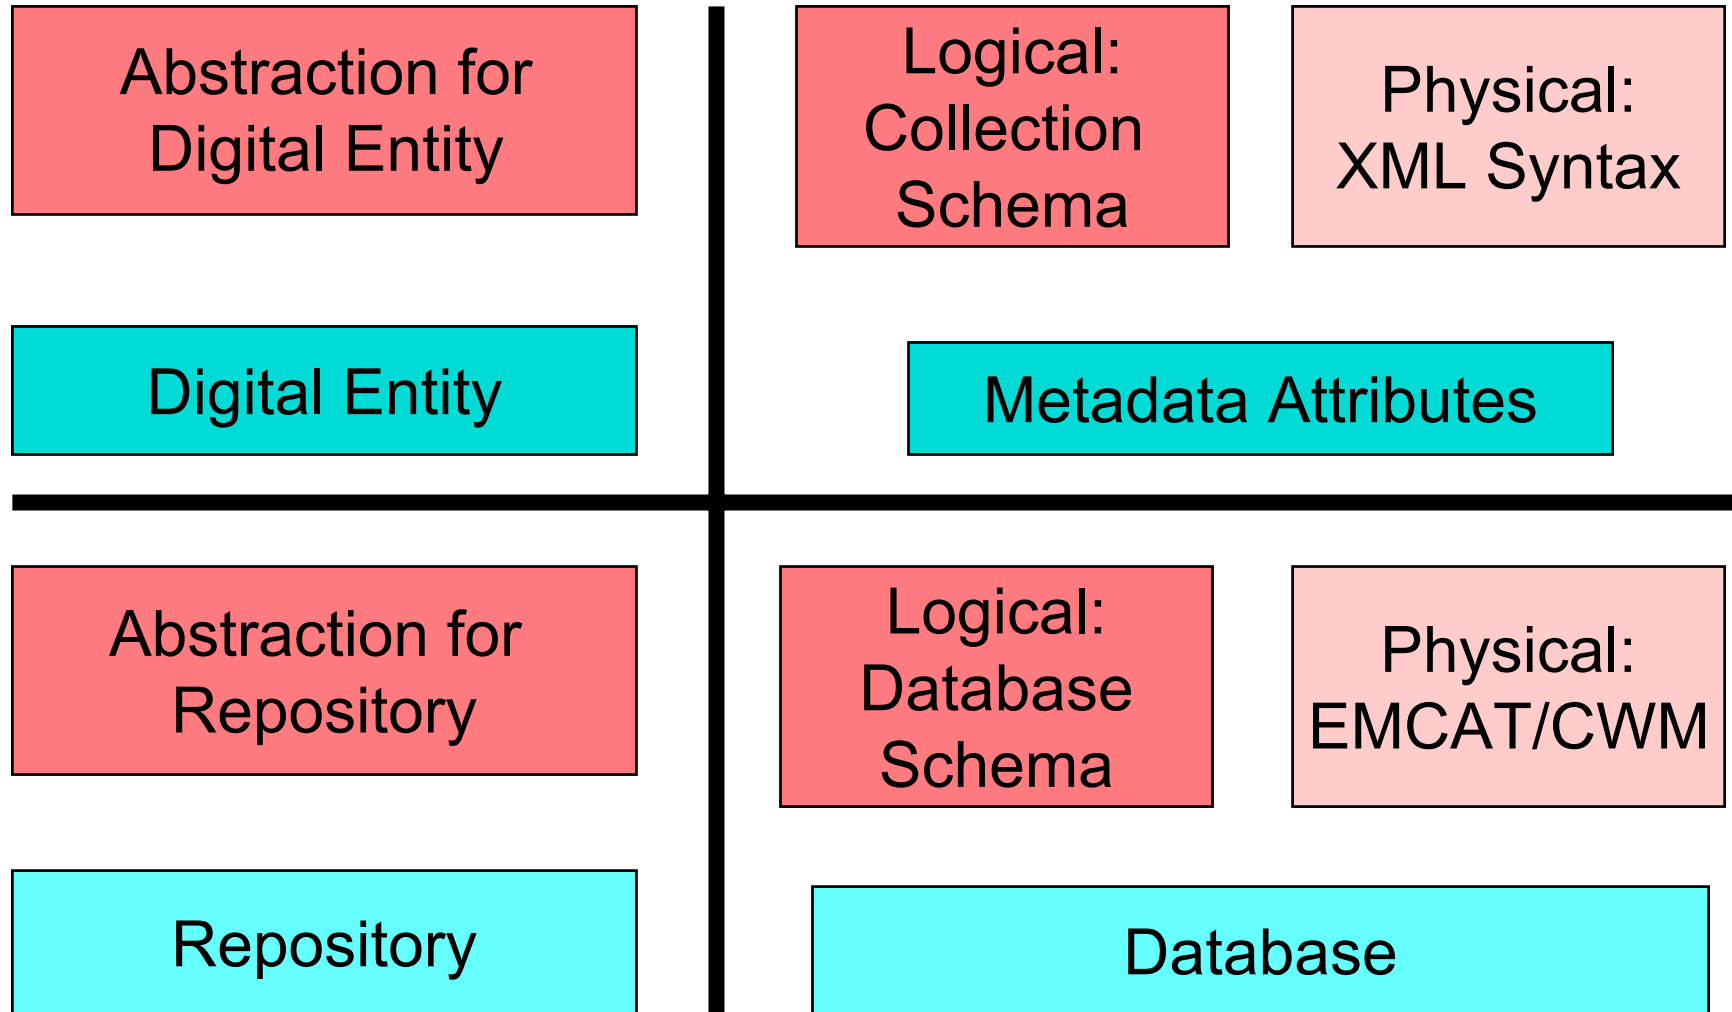 Abstraction for
Digital Entity
Logical:
Collection
Schema
Physical:
XML Syntax
Digital Entity
Metadata Attributes
Abstraction for
Repository
Logical:
Database
Schema
Physical:
EMCAT/CWM
Repository
Database